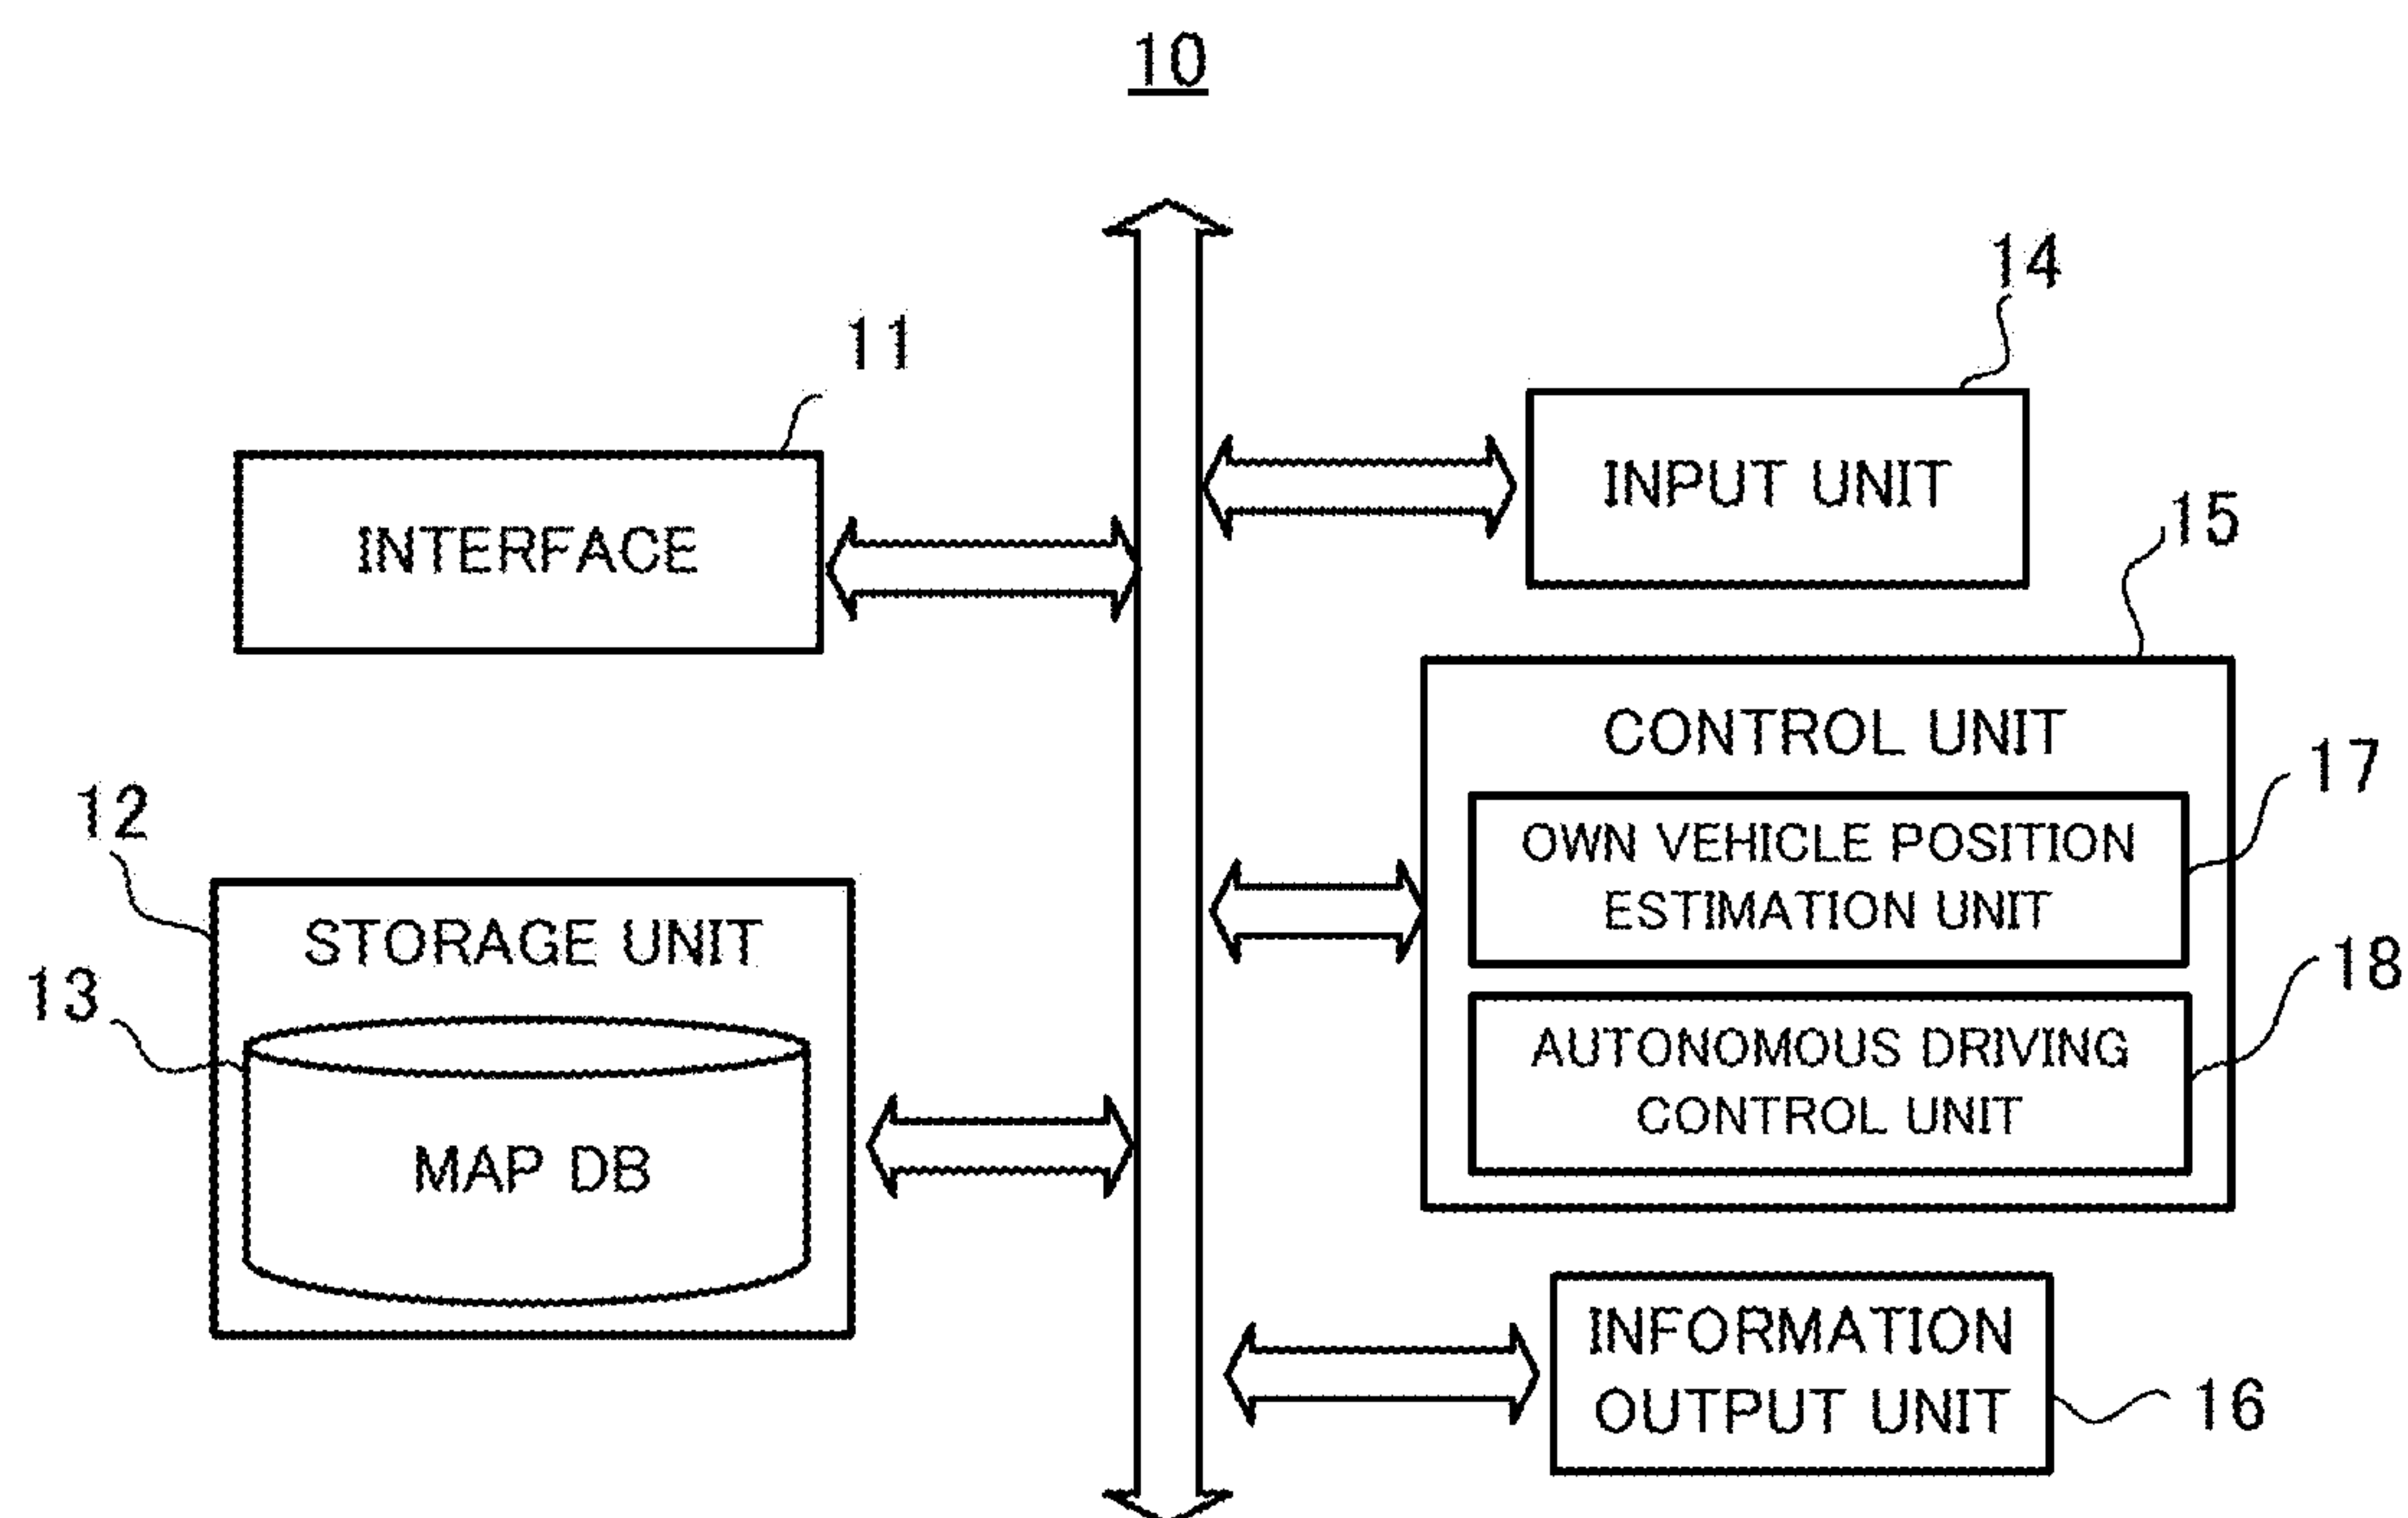 10
11
INTERFACE
12
STORAGE UNIT
13
MAP DB
14
INPUT UNIT
15
CONTROL UNIT
17
OWN VEHICLE POSITION
ESTIMATION UNIT
18
AUTONOMOUS DRIVING
CONTROL UNIT
INFORMATION
OUTPUT UNIT
16